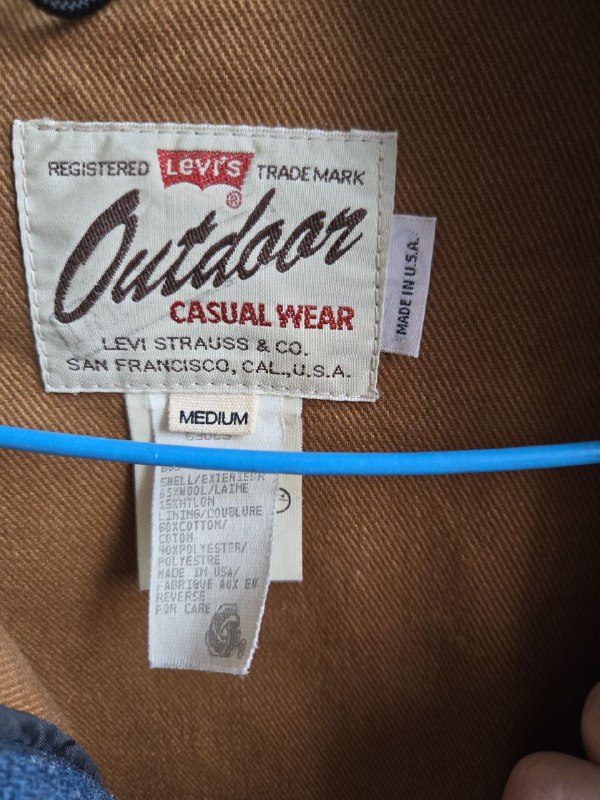 REGISTERED Levi's ® TRADE MARK
Outdoor
CASUAL WEAR
LEVI STRAUSS & CO.
SAN FRANCISCO, CAL., U.S.A.
MADE IN U.S.A.
MEDIUM
SHELL/EXTERIEUR
WOOL/LAINE
15%NYLON
LINING/DOUBLURE
60%COTTON/
COTON
40%POLYESTER/
POLYESTRE
MADE IN USA/
FABRIQUE AUX EU
REVERSE
FOR CARE